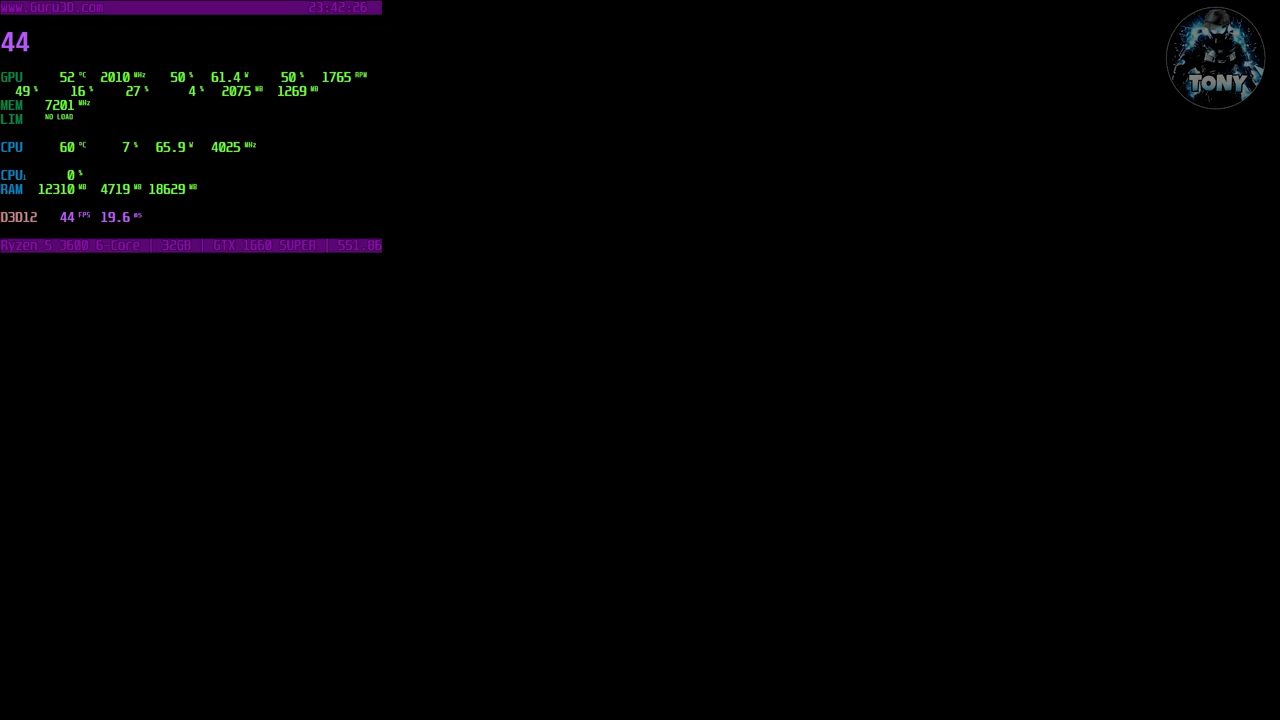 www.Guru3D.com 23:42:26
44
GPU 52 °C 2010 MHz 50 % 61.4 W 50 % 1765 RPM
49 % 16 % 27 % 4 % 2075 MB 1269 MB
MEM 7201 MHz
LIM NO LOAD
CPU 60 °C 7 % 65.9 W 4025 MHz
CPU1 0 %
RAM 12310 MB 4719 MB 18629 MB
D3D12 44 FPS 19.6 ms
Ryzen 5 3600 6-Core | 32GB | GTX 1660 SUPER | 551.86
TONY